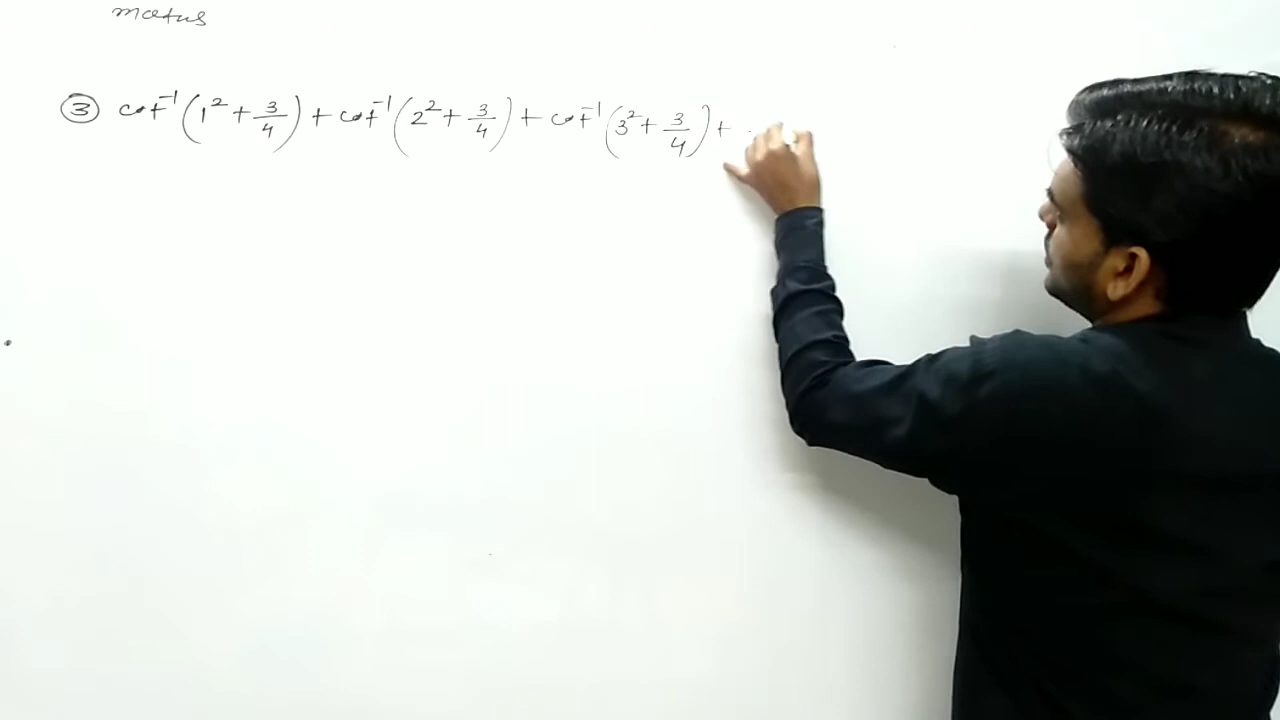 matus
③ cot⁻¹(1² + 3/4) + cot⁻¹(2² + 3/4) + cot⁻¹(3² + 3/4) + .